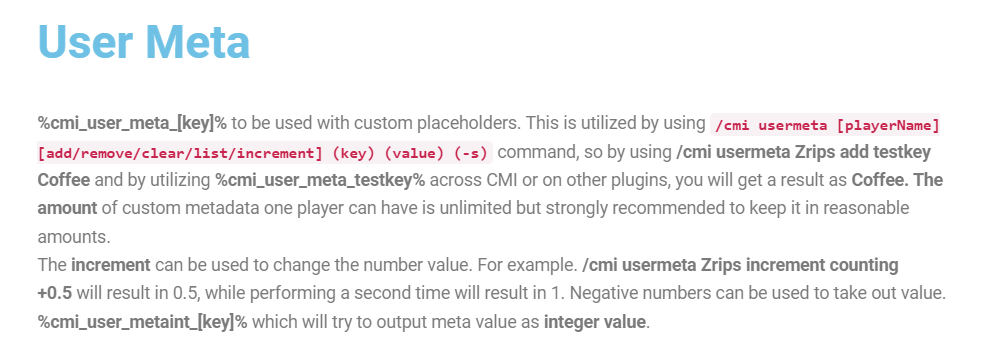 User Meta
%cmi_user_meta_[key]% to be used with custom placeholders. This is utilized by using /cmi usermeta [playerName]
[add/remove/clear/list/increment] (key) (value) (-s) command, so by using /cmi usermeta Zrips add testkey
Coffee and by utilizing %cmi_user_meta_testkey% across CMI or on other plugins, you will get a result as Coffee. The
amount of custom metadata one player can have is unlimited but strongly recommended to keep it in reasonable
amounts.
The increment can be used to change the number value. For example. /cmi usermeta Zrips increment counting
+0.5 will result in 0.5, while performing a second time will result in 1. Negative numbers can be used to take out value.
%cmi_user_metaint_[key]% which will try to output meta value as integer value.